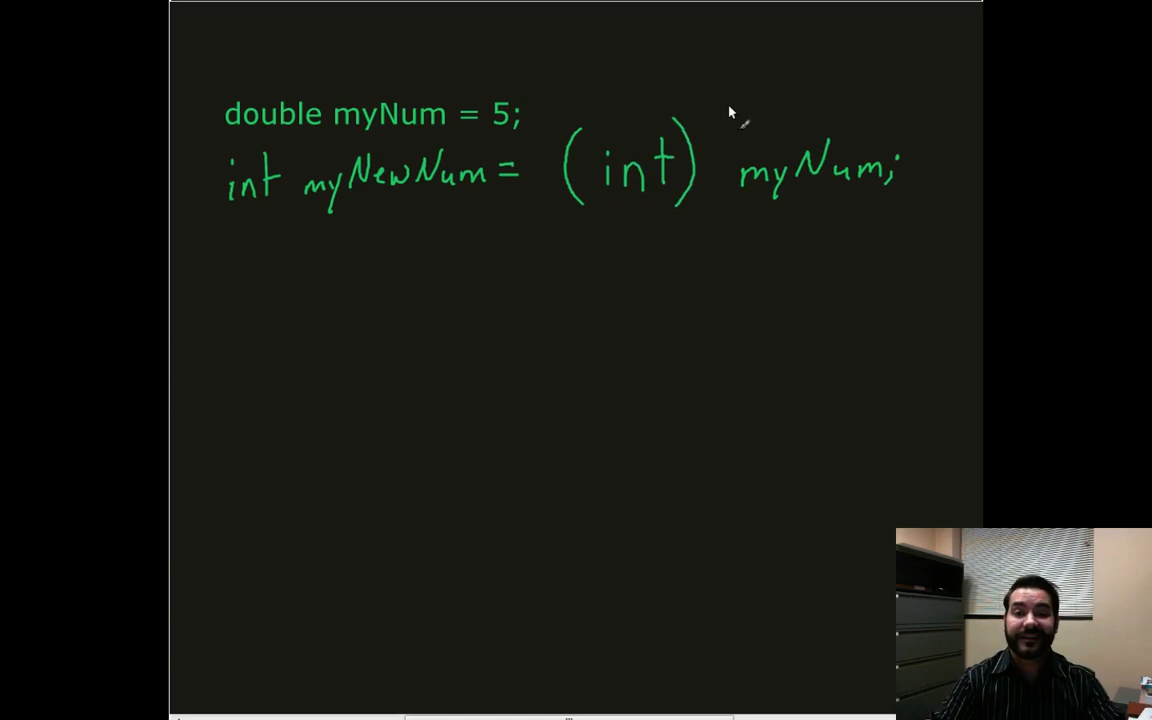 double myNum = 5;
int myNewNum = (int) myNum;